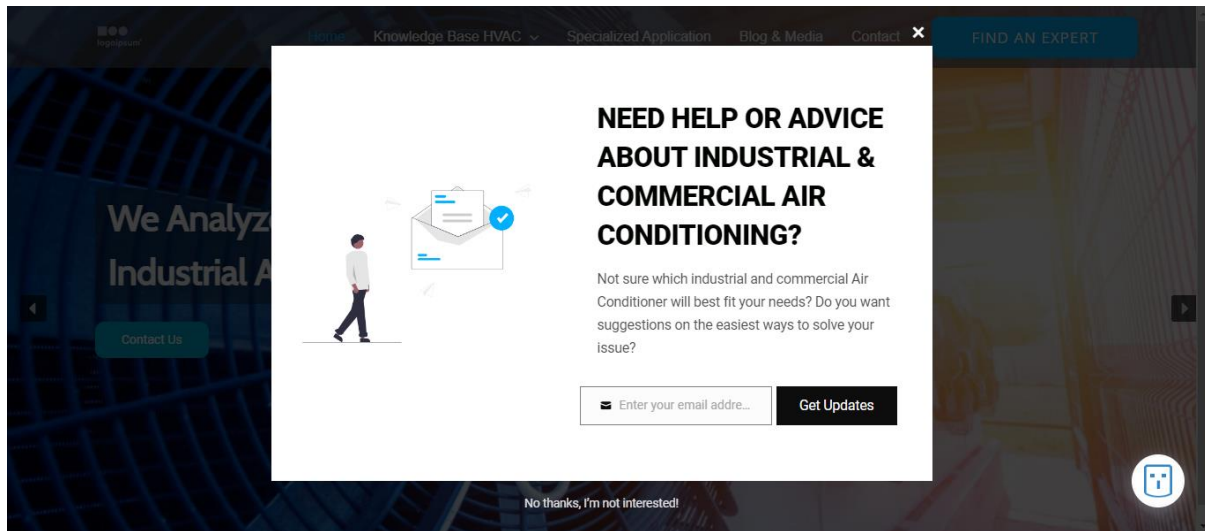 logoipsum
Home Knowledge Base HVAC Specialized Application Blog & Media Contact FIND AN EXPERT
We Analyz
Industrial A
Contact Us
NEED HELP OR ADVICE
ABOUT INDUSTRIAL &
COMMERCIAL AIR
CONDITIONING?
Not sure which industrial and commercial Air
Conditioner will best fit your needs? Do you want
suggestions on the easiest ways to solve your
issue?
Enter your email addre...
Get Updates
No thanks, I'm not interested!